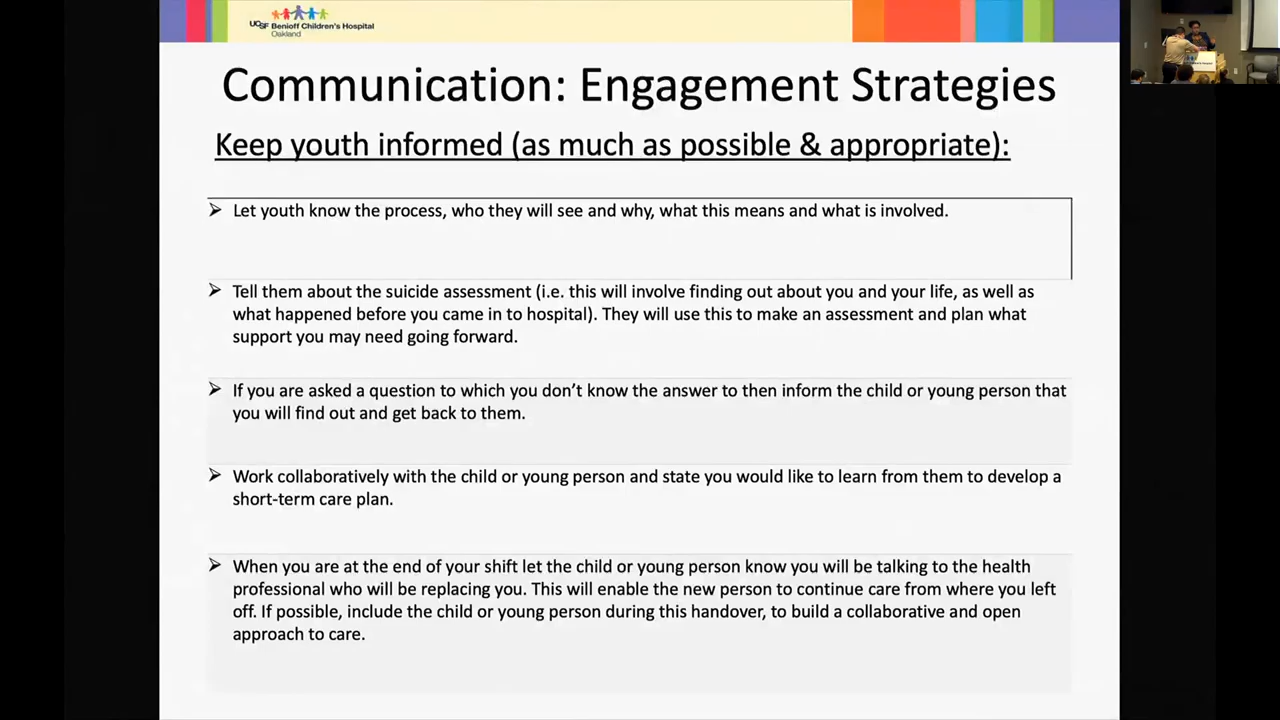 UCSF Benioff Children's Hospital
Oakland
Communication: Engagement Strategies
Keep youth informed (as much as possible & appropriate):
➢ Let youth know the process, who they will see and why, what this means and what is involved.
➢ Tell them about the suicide assessment (i.e. this will involve finding out about you and your life, as well as
what happened before you came in to hospital). They will use this to make an assessment and plan what
support you may need going forward.
➢ If you are asked a question to which you don’t know the answer to then inform the child or young person that
you will find out and get back to them.
➢ Work collaboratively with the child or young person and state you would like to learn from them to develop a
short-term care plan.
➢ When you are at the end of your shift let the child or young person know you will be talking to the health
professional who will be replacing you. This will enable the new person to continue care from where you left
off. If possible, include the child or young person during this handover, to build a collaborative and open
approach to care.